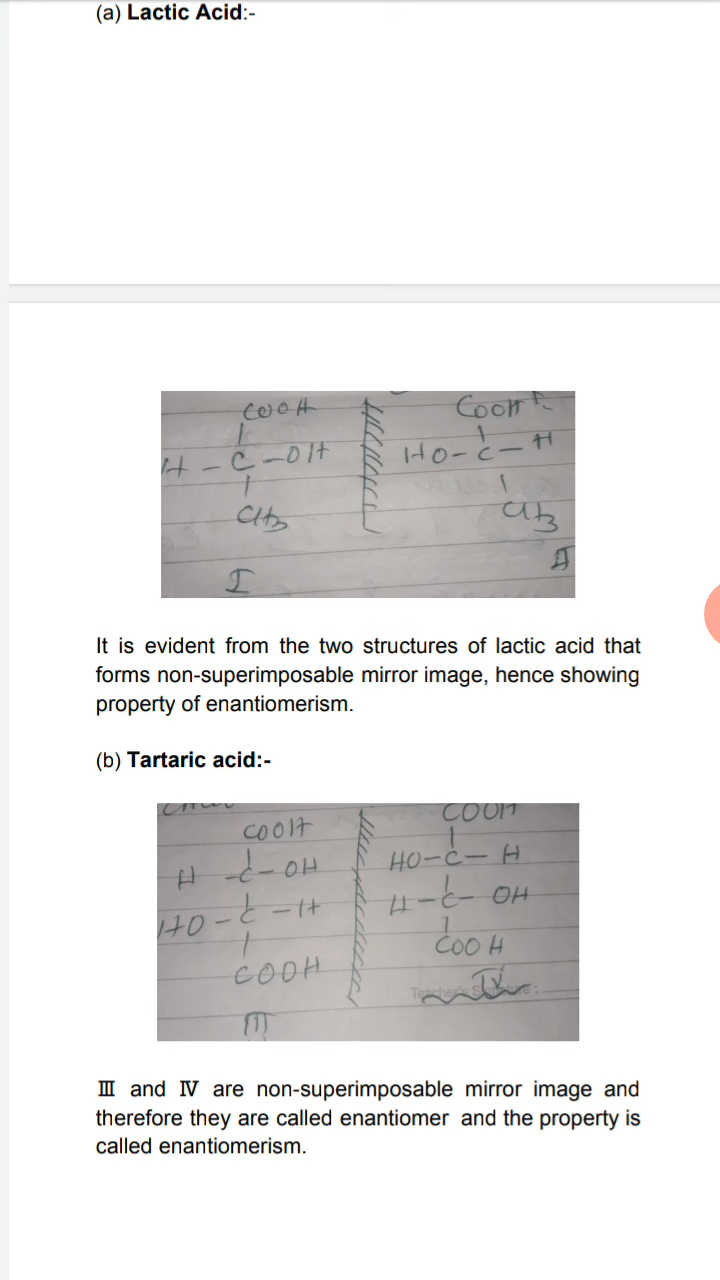 (a) Lactic Acid:-
COOH COOH
H - C - OH HO - C - H
CH3 CH3
I II
It is evident from the two structures of lactic acid that
forms non-superimposable mirror image, hence showing
property of enantiomerism.
(b) Tartaric acid:-
COOH COOH
H - C - OH HO - C - H
HO - C - H H - C - OH
COOH COOH
III IV
Ⅲ and Ⅳ are non-superimposable mirror image and
therefore they are called enantiomer and the property is
called enantiomerism.